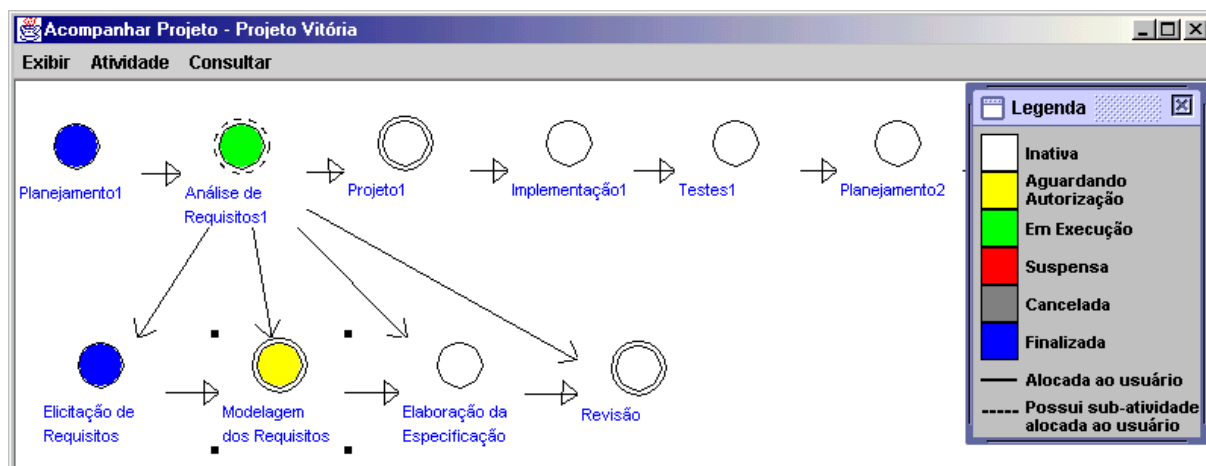 Acompanhar Projeto - Projeto Vitória
Exibir Atividade Consultar
Planejamento1
Análise de
Requisitos1
Projeto1
Implementação1
Testes1
Planejamento2
Elicitação de
Requisitos
Modelagem
dos Requisitos
Elaboração da
Especificação
Revisão
Legenda
Inativa
Aguardando
Autorização
Em Execução
Suspensa
Cancelada
Finalizada
Alocada ao usuário
Possui sub-atividade
alocada ao usuário